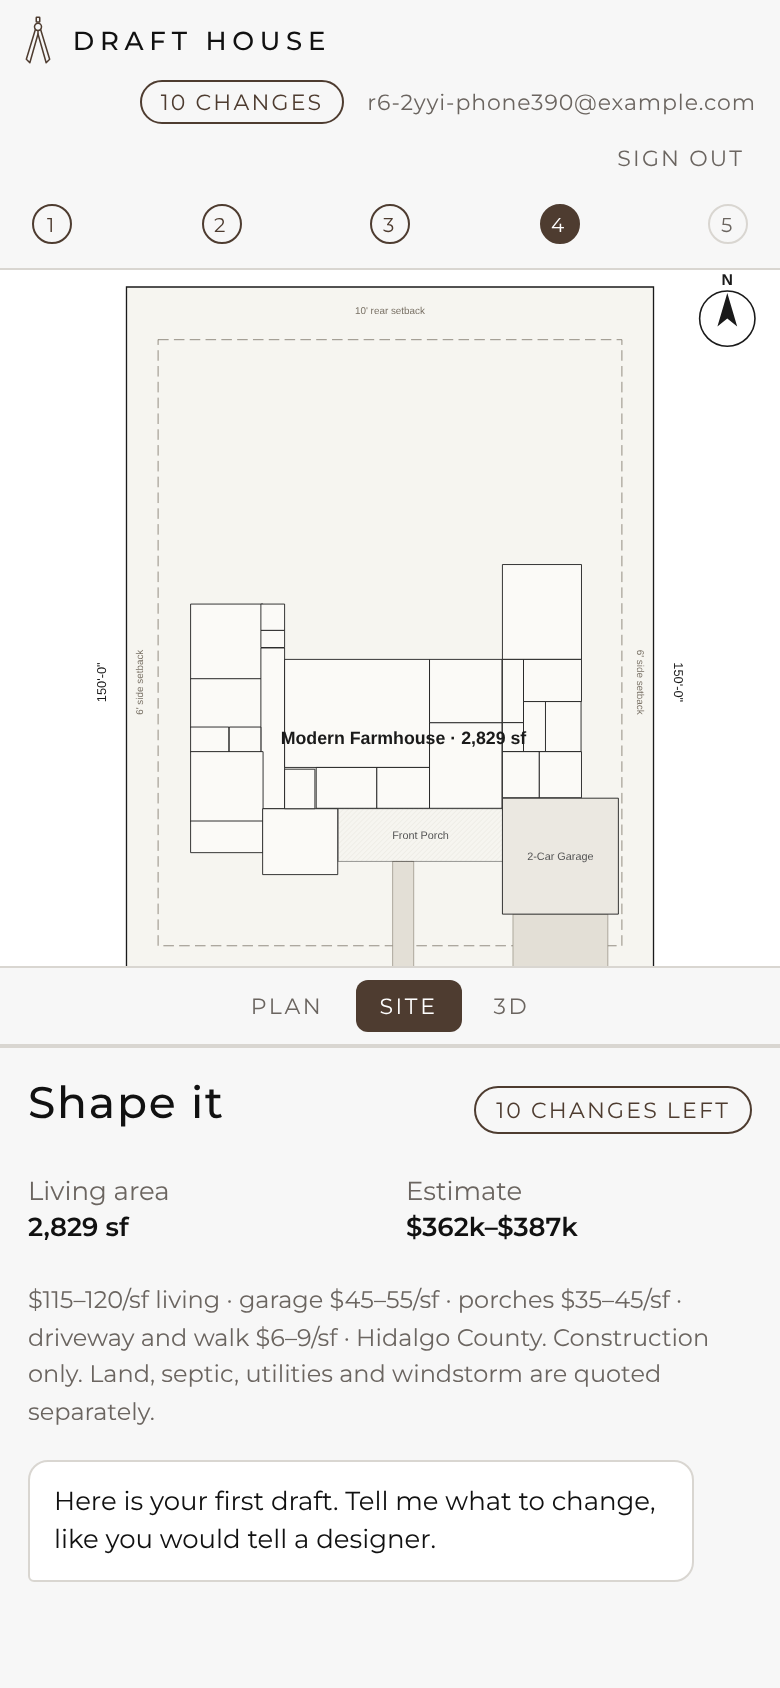 DRAFT HOUSE
10 CHANGES
r6-2yyi-phone390@example.com
SIGN OUT
1
2
3
4
5
N
10' rear setback
150'-0"
6' side setback
6' side setback
150'-0"
Modern Farmhouse · 2,829 sf
Front Porch
2-Car Garage
PLAN
SITE
3D
Shape it
10 CHANGES LEFT
Living area
2,829 sf
Estimate
$362k–$387k
$115–120/sf living · garage $45–55/sf · porches $35–45/sf ·
driveway and walk $6–9/sf · Hidalgo County. Construction
only. Land, septic, utilities and windstorm are quoted
separately.
Here is your first draft. Tell me what to change,
like you would tell a designer.